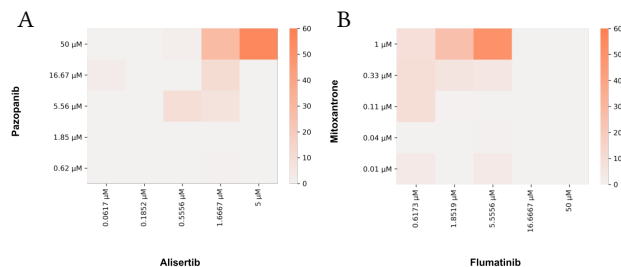 A
Pazopanib
50 µM
16.67 µM
5.56 µM
1.85 µM
0.62 µM
0.0617 µM
0.1852 µM
0.5556 µM
1.6667 µM
5 µM
Alisertib
60
50
40
30
20
10
0
B
Mitoxantrone
1 µM
0.33 µM
0.11 µM
0.04 µM
0.01 µM
0.6173 µM
1.8519 µM
5.5556 µM
16.6667 µM
50 µM
Flumatinib
60
50
40
30
20
10
0